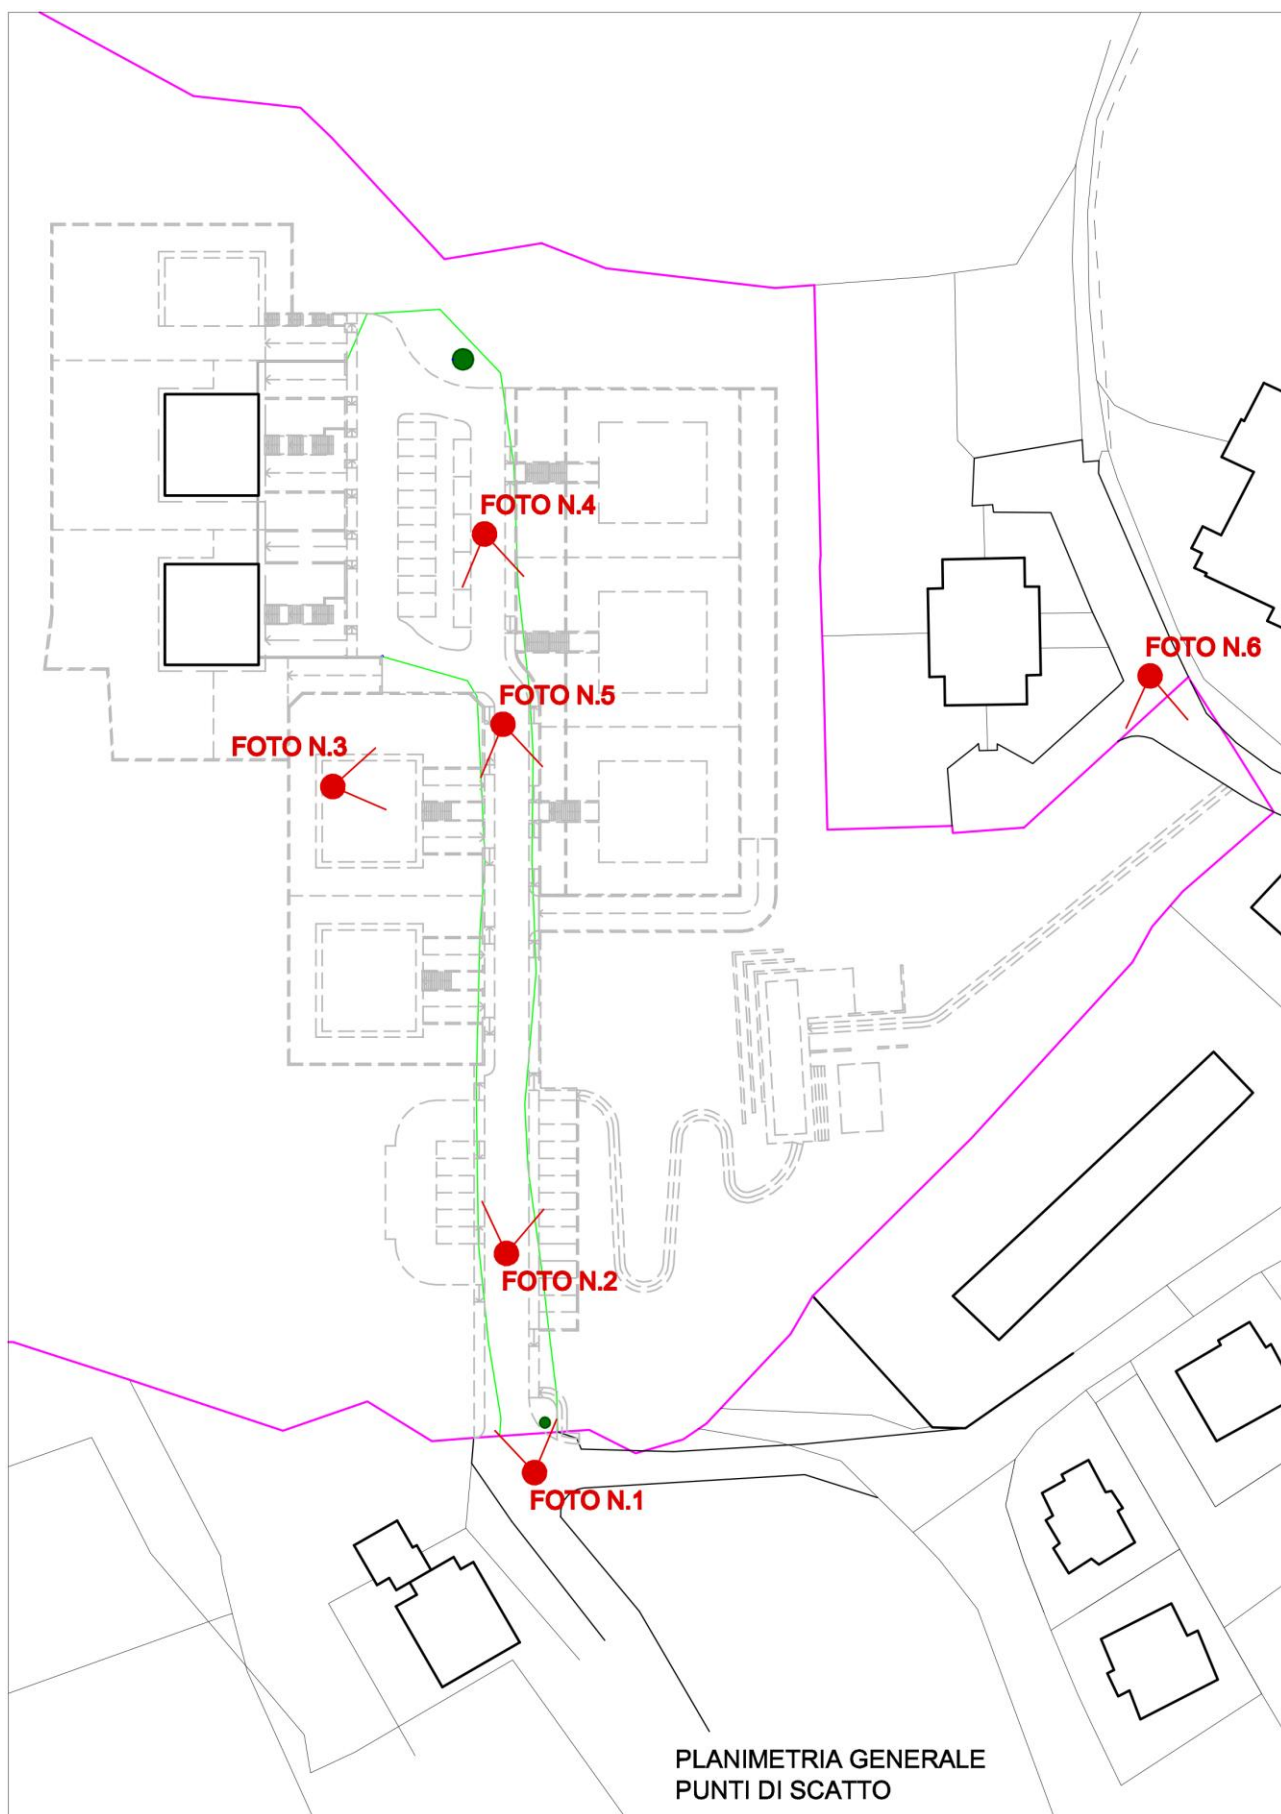 FOTO N.4
FOTO N.6
FOTO N.5
FOTO N.3
FOTO N.2
FOTO N.1
PLANIMETRIA GENERALE
PUNTI DI SCATTO